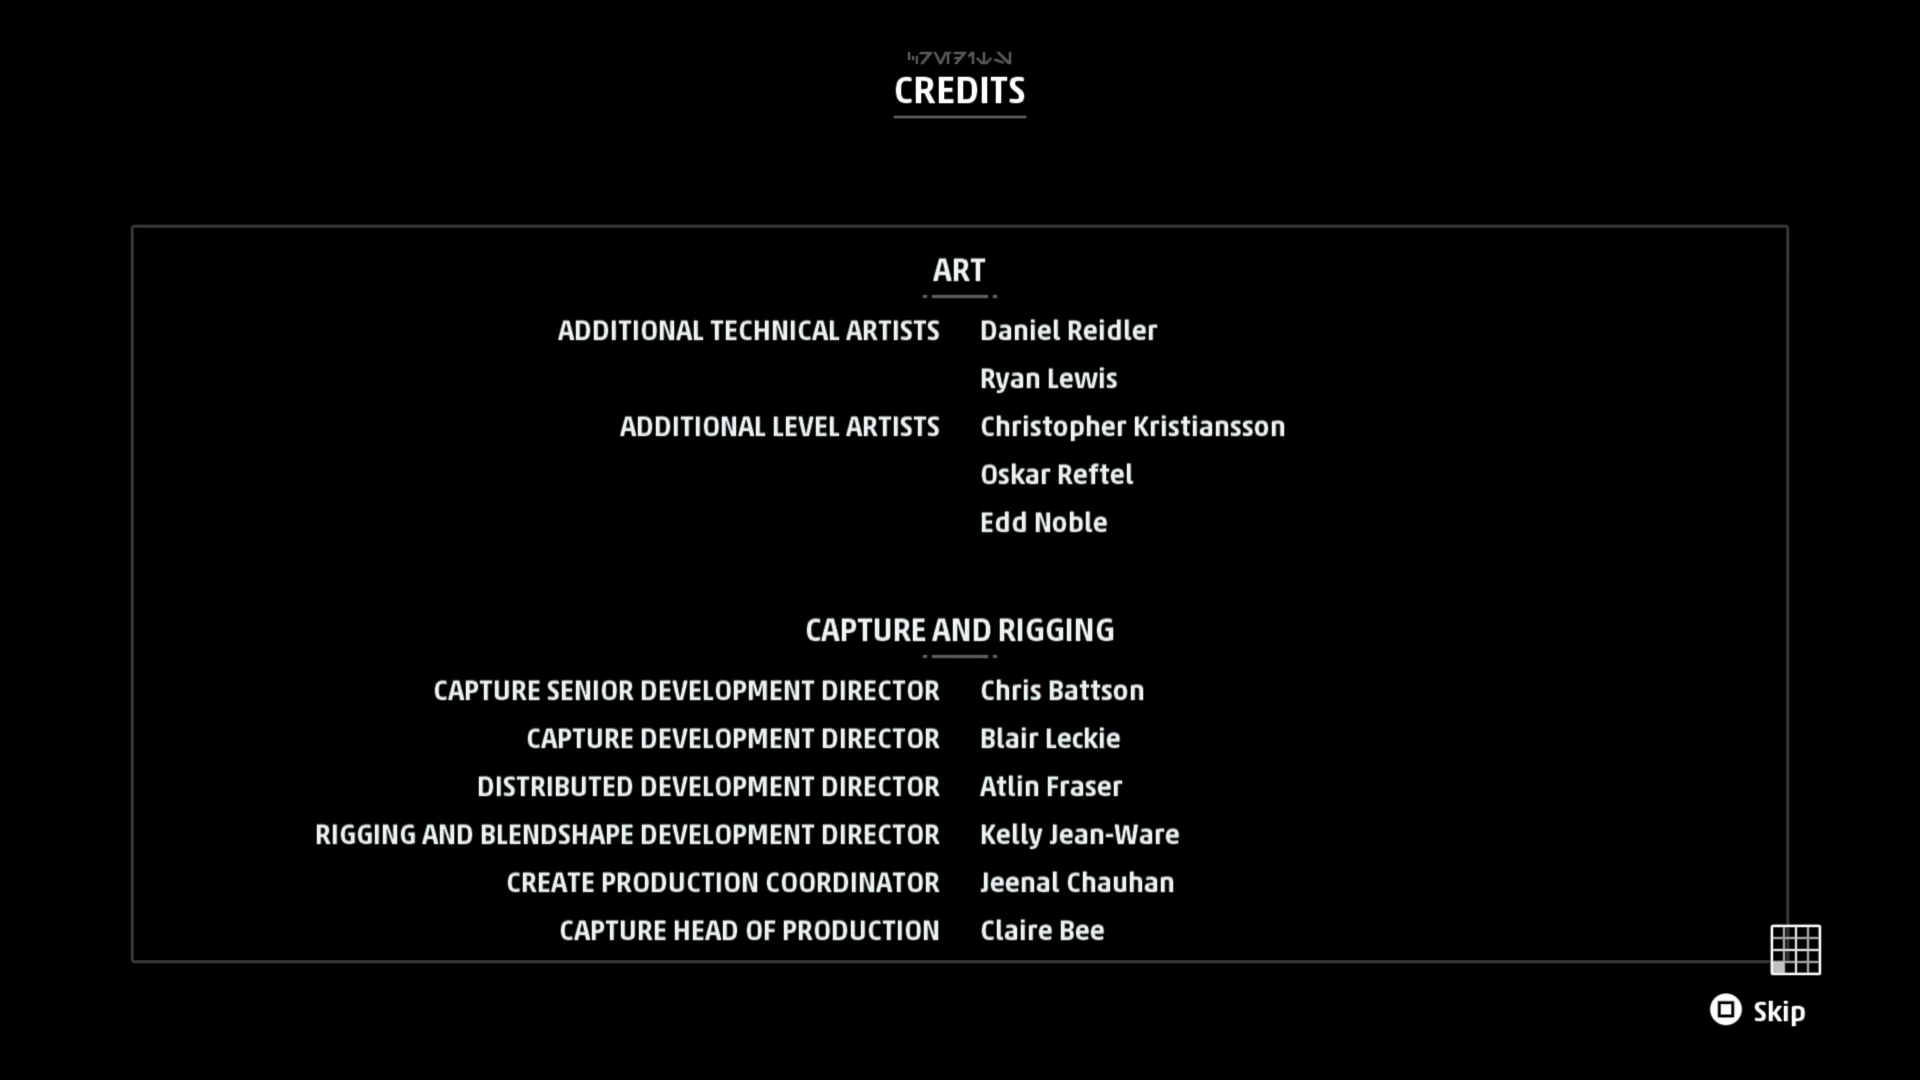 CREDITS
ART
ADDITIONAL TECHNICAL ARTISTS Daniel Reidler
Ryan Lewis
ADDITIONAL LEVEL ARTISTS Christopher Kristiansson
Oskar Reftel
Edd Noble
CAPTURE AND RIGGING
CAPTURE SENIOR DEVELOPMENT DIRECTOR Chris Battson
CAPTURE DEVELOPMENT DIRECTOR Blair Leckie
DISTRIBUTED DEVELOPMENT DIRECTOR Atlin Fraser
RIGGING AND BLENDSHAPE DEVELOPMENT DIRECTOR Kelly Jean-Ware
CREATE PRODUCTION COORDINATOR Jeenal Chauhan
CAPTURE HEAD OF PRODUCTION Claire Bee
Skip